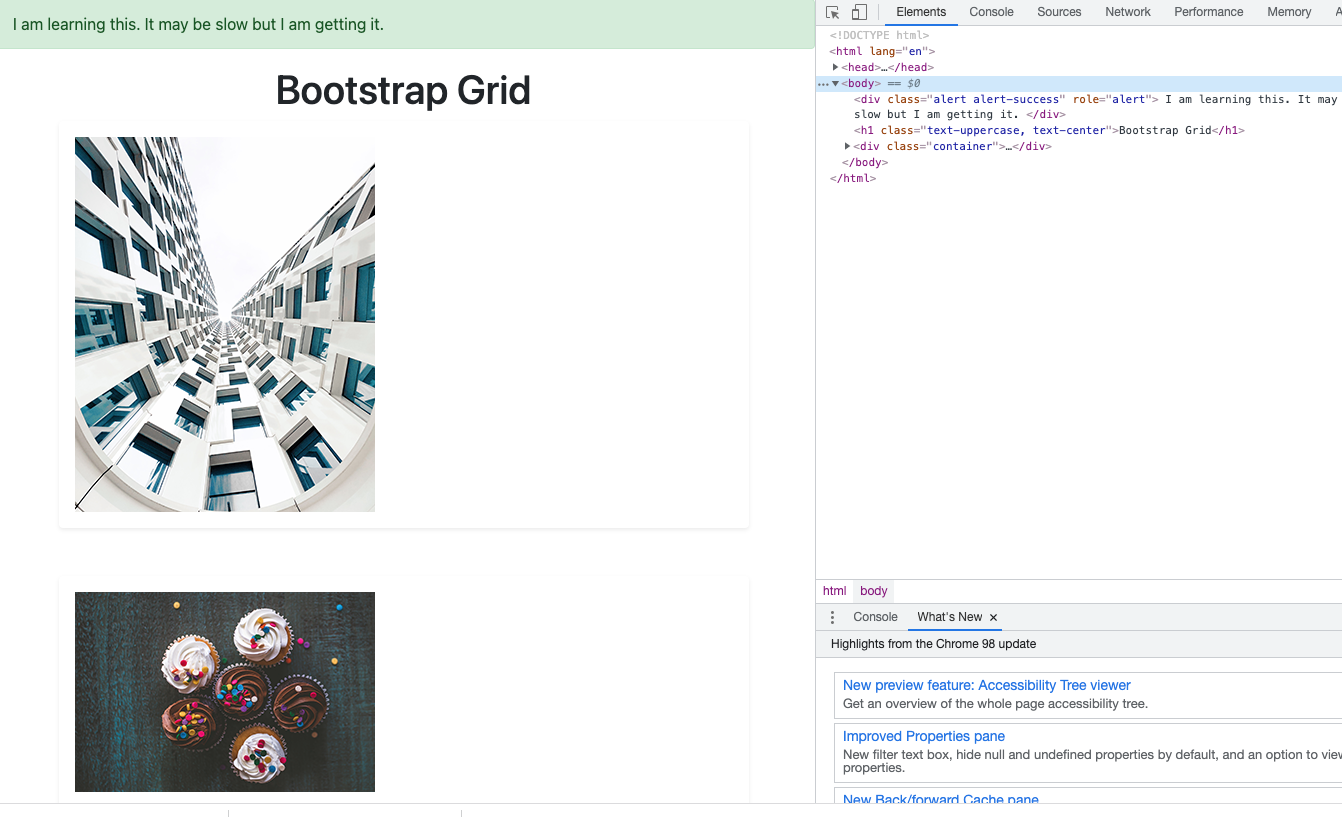 I am learning this. It may be slow but I am getting it.
Bootstrap Grid
Elements Console Sources Network Performance Memory A
<!DOCTYPE html>
<html lang="en">
<head>…</head>
<body> == $0
<div class="alert alert-success" role="alert"> I am learning this. It may
slow but I am getting it. </div>
<h1 class="text-uppercase, text-center">Bootstrap Grid</h1>
<div class="container">…</div>
</body>
</html>
html body
Console What's New ×
Highlights from the Chrome 98 update
New preview feature: Accessibility Tree viewer
Get an overview of the whole page accessibility tree.
Improved Properties pane
New filter text box, hide null and undefined properties by default, and an option to view
properties.
New Back/forward Cache pane